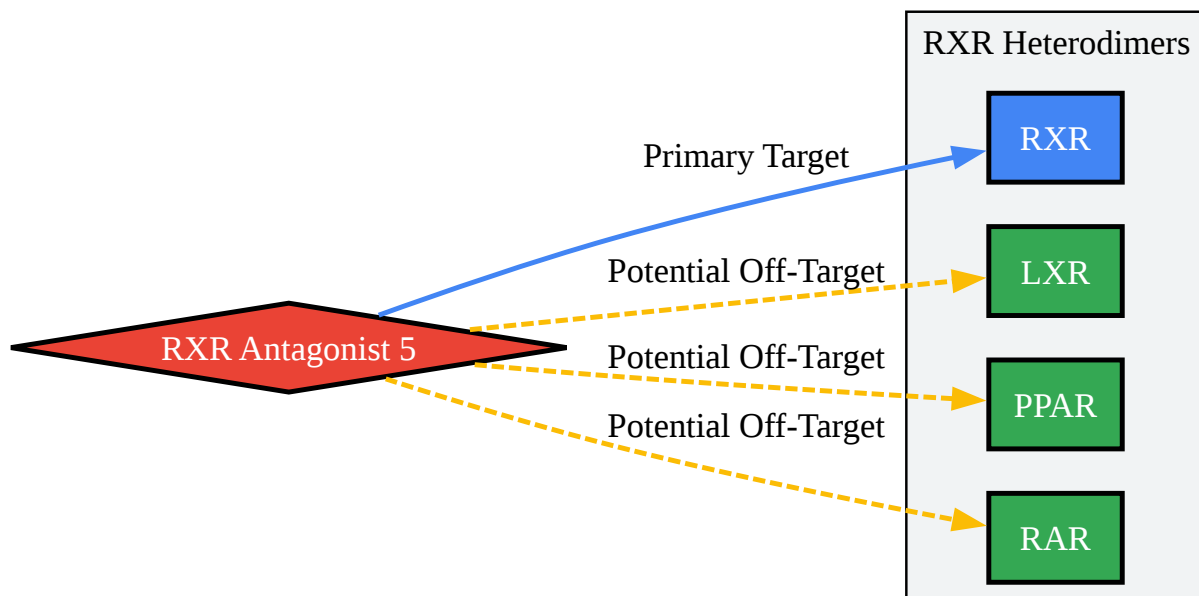 RXR Heterodimers
RXR
Primary Target
LXR
Potential Off-Target
RXR Antagonist 5
Potential Off-Target
PPAR
Potential Off-Target
RAR